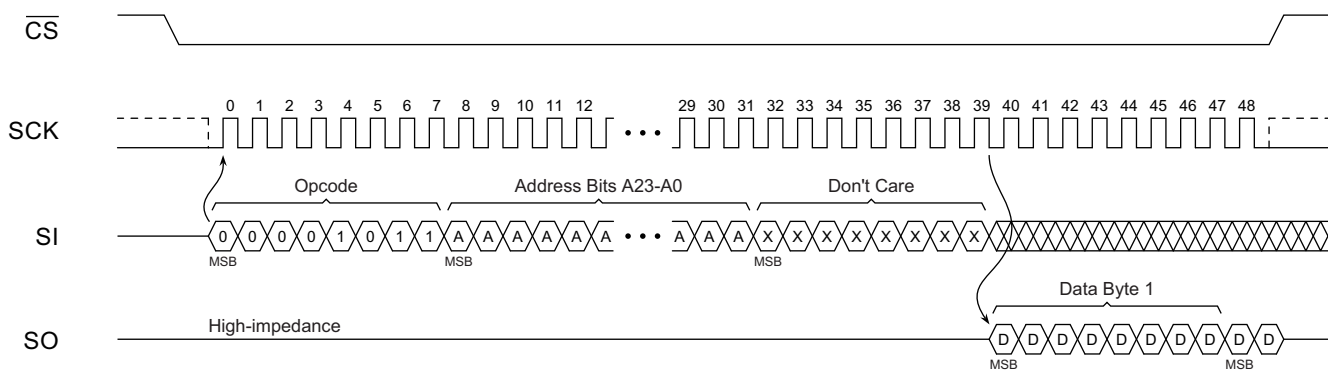 CS
0 1 2 3 4 5 6 7 8 9 10 11 12 29 30 31 32 33 34 35 36 37 38 39 40 41 42 43 44 45 46 47 48
SCK
Opcode Address Bits A23-A0 Don't Care
SI 0 0 0 0 1 0 1 1 A A A A A A A A A X X X X X X X X
MSB MSB MSB
Data Byte 1
High-impedance
SO D D D D D D D D D D
MSB MSB